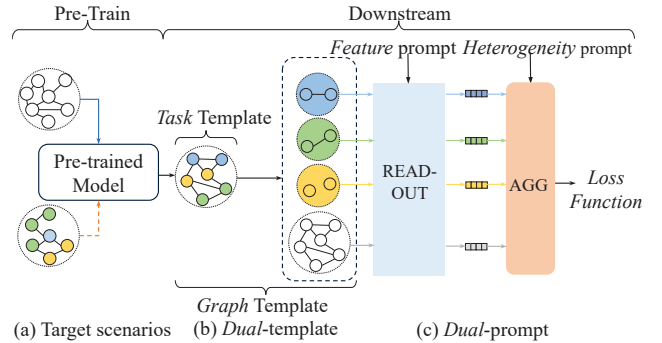 Pre-Train
Downstream
Feature prompt
Heterogeneity prompt
Task Template
Pre-trained
Model
READ-
OUT
AGG
Loss
Function
Graph Template
(a) Target scenarios
(b) Dual-template
(c) Dual-prompt